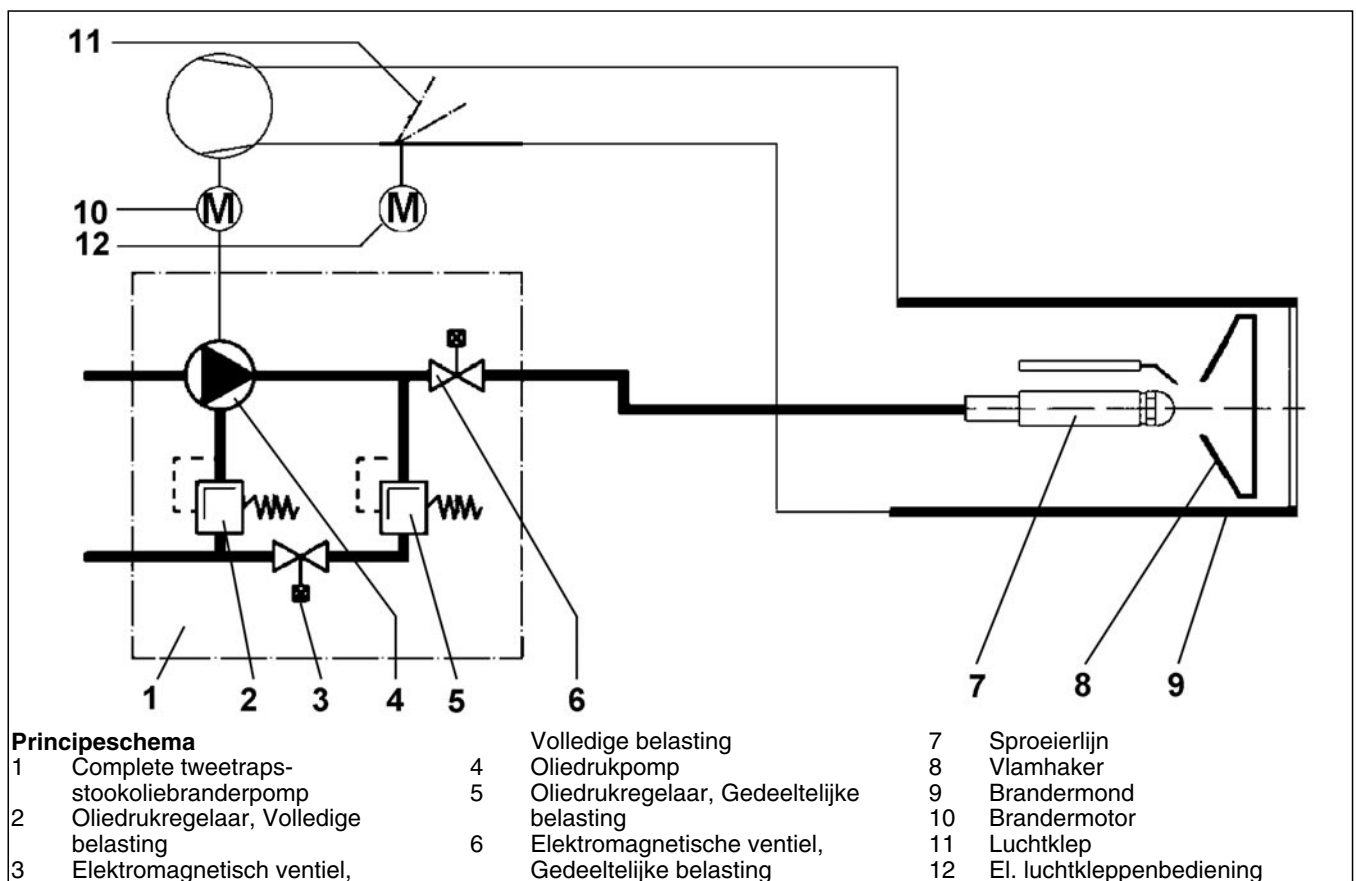 11
10
M
M
12
1
2
3
4
5
6
7
8
9
Principeschema
1 Complete tweetraps-
stookoliebranderpomp
2 Oliedrukregelaar, Volledige
belasting
3 Elektromagnetisch ventiel,
Volledige belasting
4 Oliedrukpomp
5 Oliedrukregelaar, Gedeeltelijke
belasting
6 Elektromagnetische ventiel,
Gedeeltelijke belasting
7 Sproeierlijn
8 Vlamhaker
9 Brandermond
10 Brandermotor
11 Luchtklep
12 El. luchtkleppenbediening